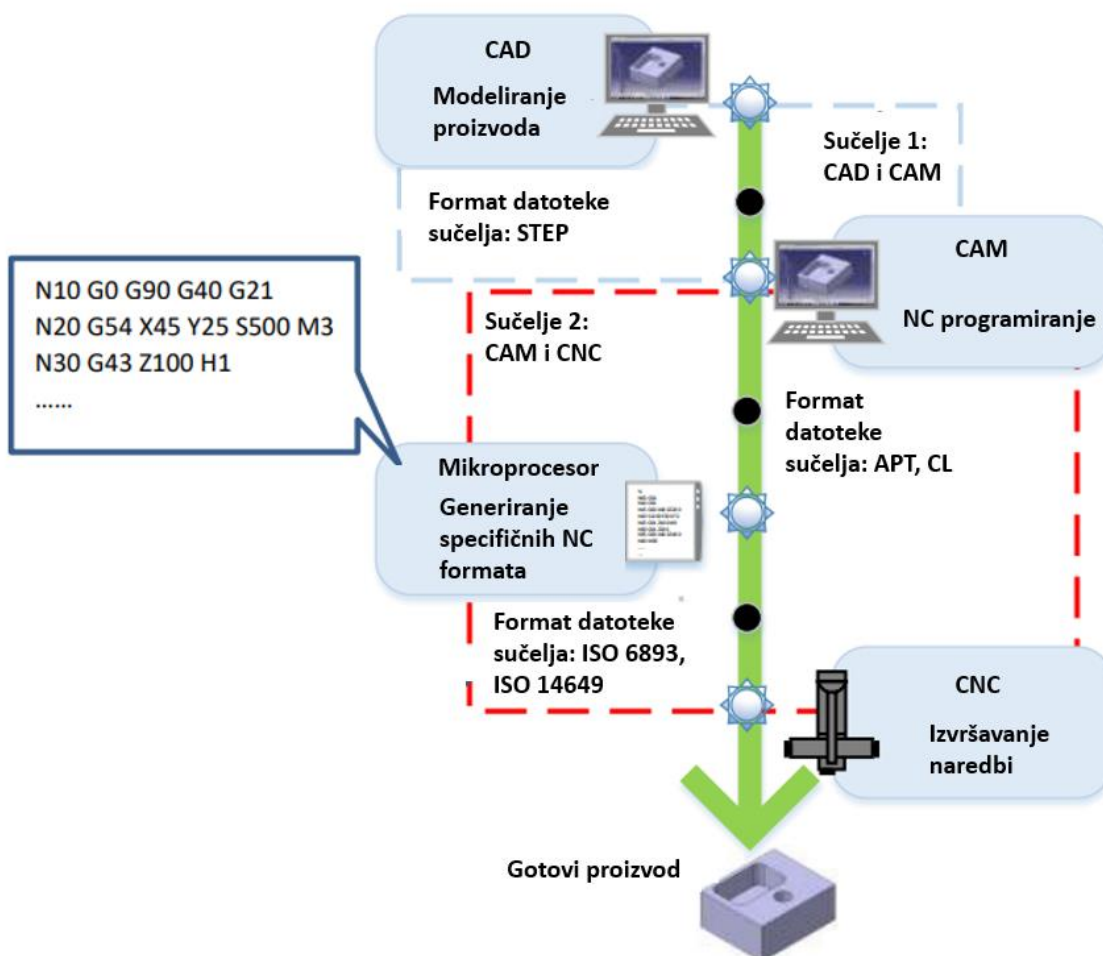 CAD
Modeliranje
proizvoda
Sučelje 1:
CAD i CAM
Format datoteke
sučelja: STEP
CAM
NC programiranje
N10 G0 G90 G40 G21
N20 G54 X45 Y25 S500 M3
N30 G43 Z100 H1
......
Sučelje 2:
CAM i CNC
Format
datoteke
sučelja: APT, CL
Mikroprocesor
Generiranje
specifičnih NC
formata
Format datoteke
sučelja: ISO 6893,
ISO 14649
CNC
Izvršavanje
naredbi
Gotovi proizvod